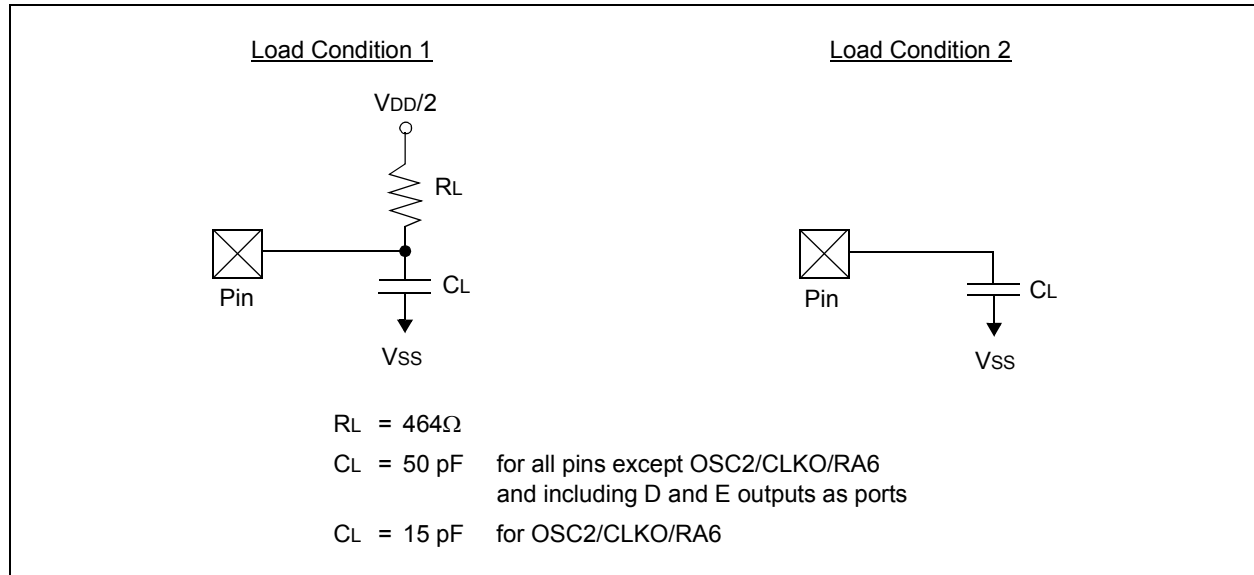 Load Condition 1
Load Condition 2
VDD/2
RL
Pin
CL
VSS
Pin
CL
VSS
RL = 464Ω
CL = 50 pF for all pins except OSC2/CLKO/RA6
and including D and E outputs as ports
CL = 15 pF for OSC2/CLKO/RA6